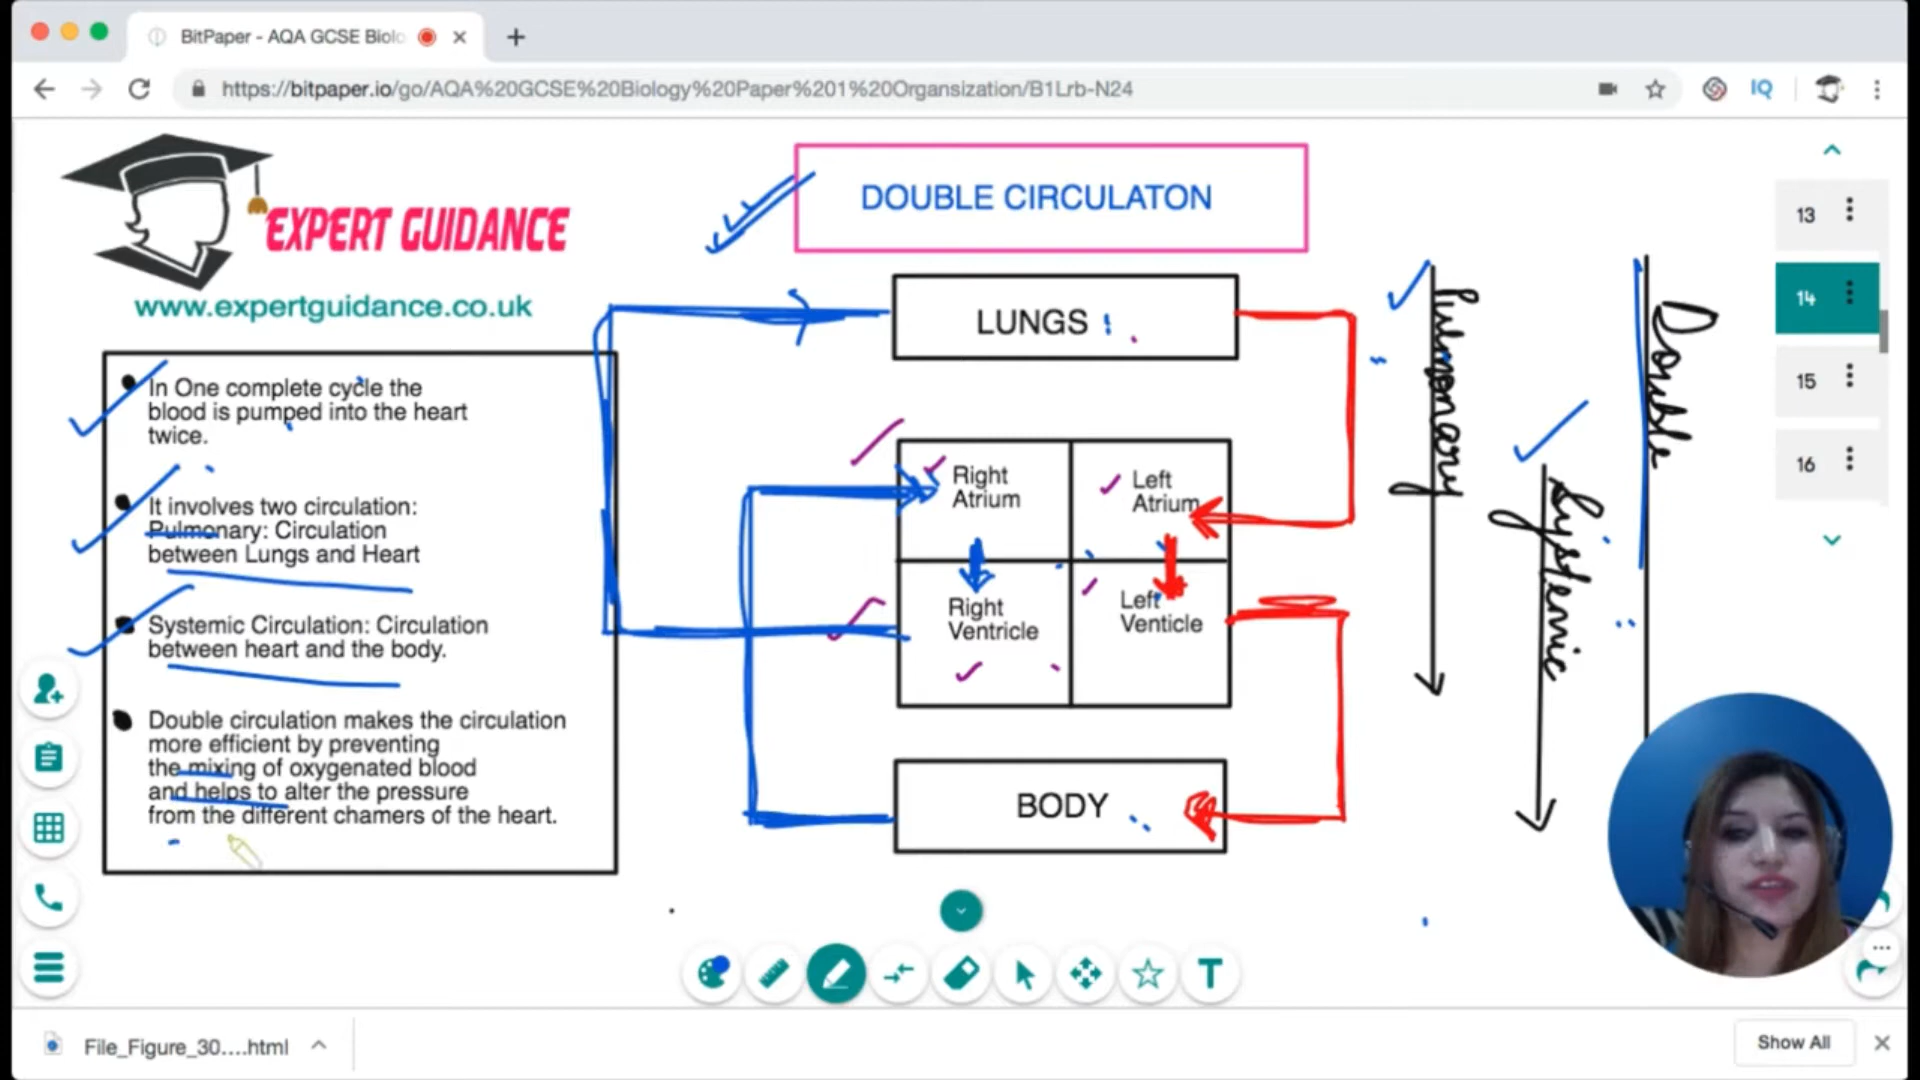 BitPaper - AQA GCSE Biolo
https://bitpaper.io/go/AQA%20GCSE%20Biology%20Paper%201%20Organsization/B1Lrb-N24
IQ
EXPERT GUIDANCE
www.expertguidance.co.uk
DOUBLE CIRCULATON
In One complete cycle the
blood is pumped into the heart
twice.
It involves two circulation:
Pulmonary: Circulation
between Lungs and Heart
Systemic Circulation: Circulation
between heart and the body.
Double circulation makes the circulation
more efficient by preventing
the mixing of oxygenated blood
and helps to alter the pressure
from the different chamers of the heart.
LUNGS
Right
Atrium
Left
Atrium
Right
Ventricle
Left
Venticle
BODY
Pulmonary
Systemic
Double
13
14
15
16
T
File_Figure_30....html
Show All